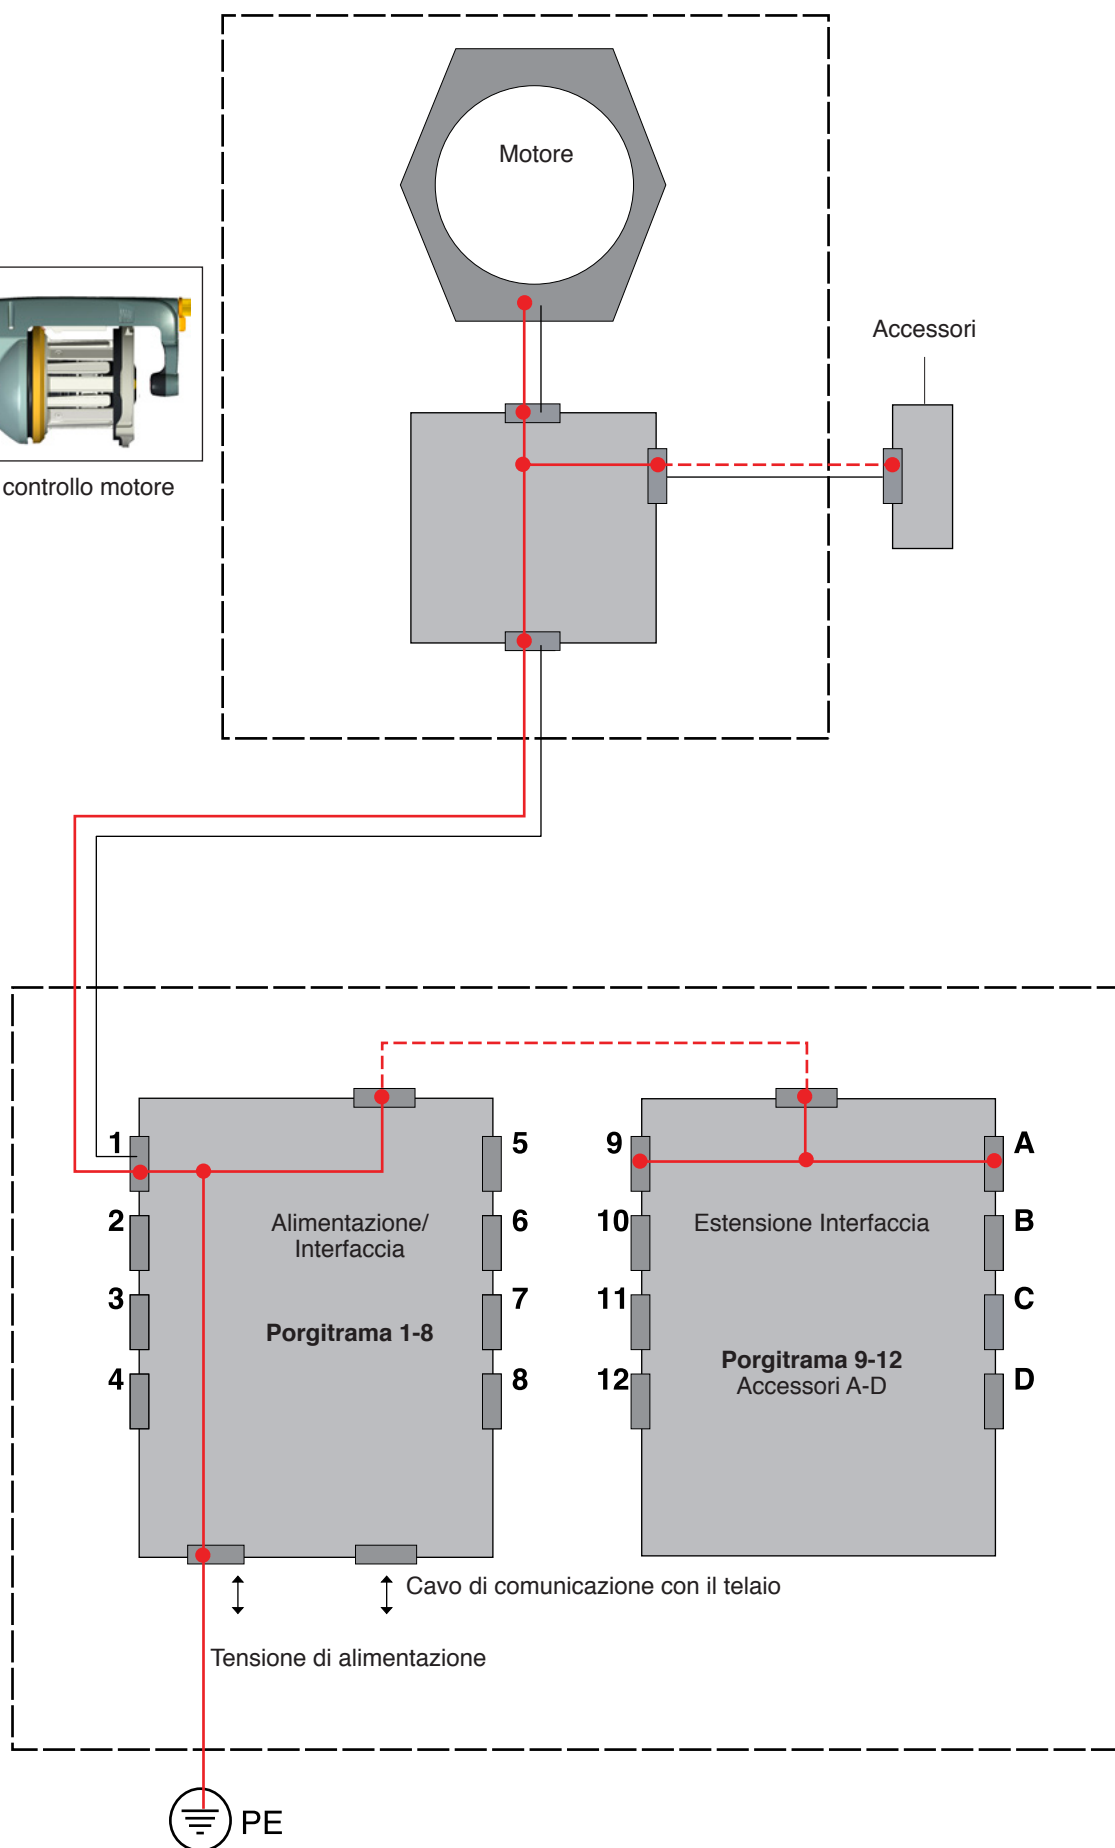 Motore
Accessori
controllo motore
1
2
3
4
5
6
7
8
Alimentazione/
Interfaccia
Porgitrama 1-8
9
10
11
12
A
B
C
D
Estensione Interfaccia
Porgitrama 9-12
Accessori A-D
Cavo di comunicazione con il telaio
Tensione di alimentazione
PE